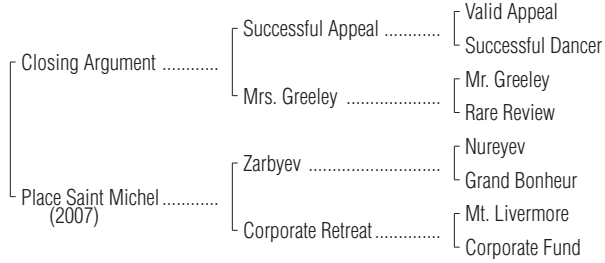 Valid Appeal
Successful Appeal ............
Successful Dancer
Closing Argument ............
Mr. Greeley
Mrs. Greeley ....................
Rare Review
Nureyev
Zarbyev ............................
Grand Bonheur
Place Saint Michel ............
(2007)
Mt. Livermore
Corporate Retreat ...............
Corporate Fund